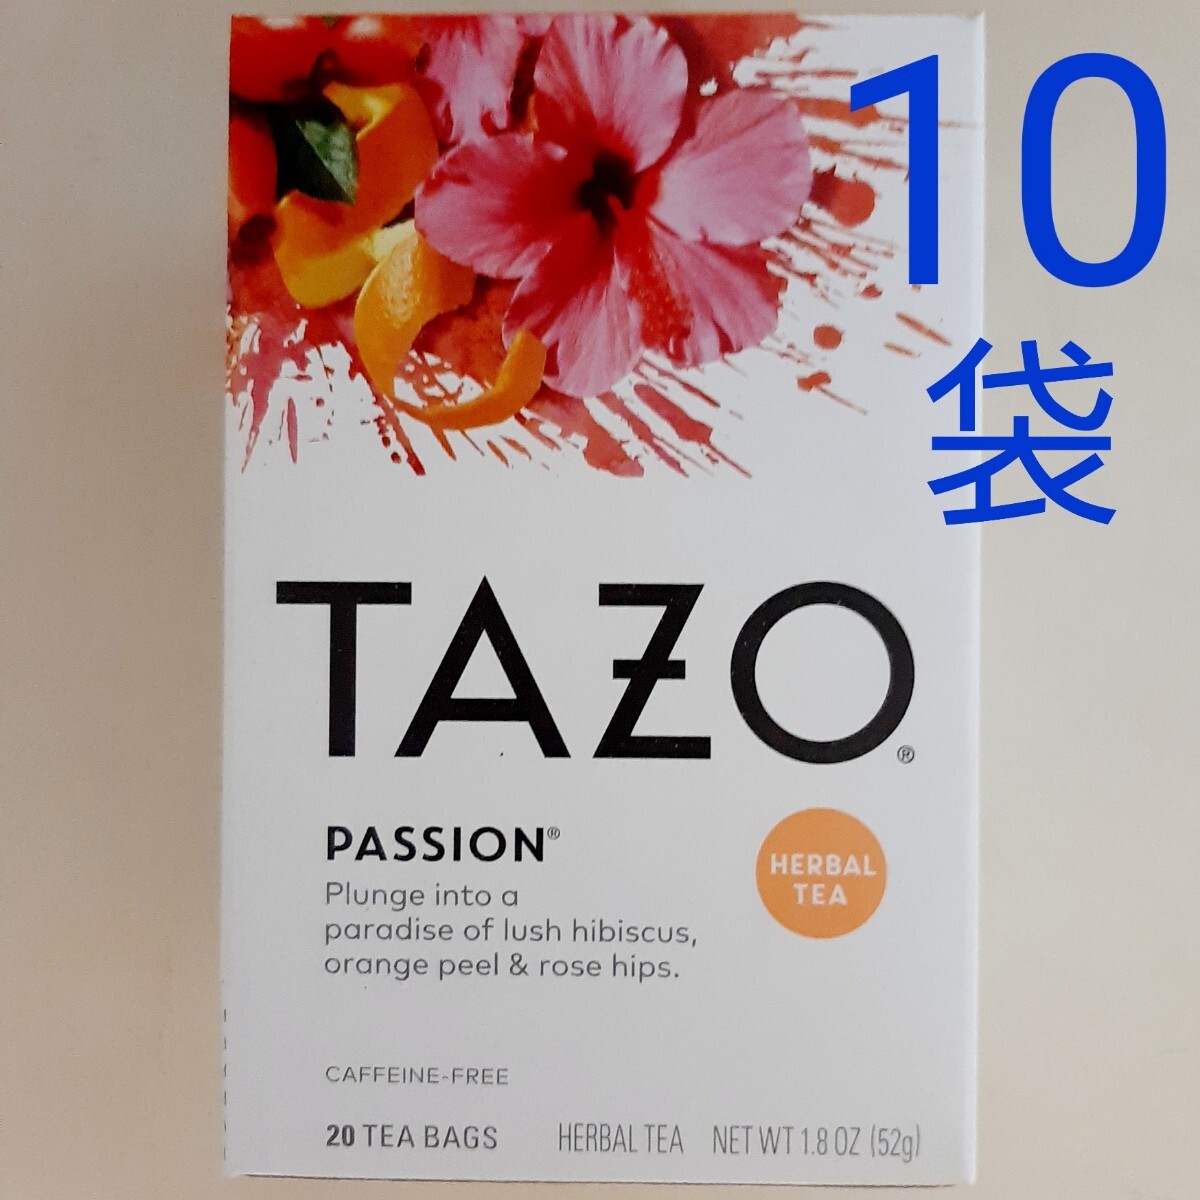 10
袋
TAZO®
PASSION®
Plunge into a
paradise of lush hibiscus,
orange peel & rose hips.
HERBAL
TEA
CAFFEINE-FREE
20 TEA BAGS HERBAL TEA NET WT 1.8 OZ (52g)